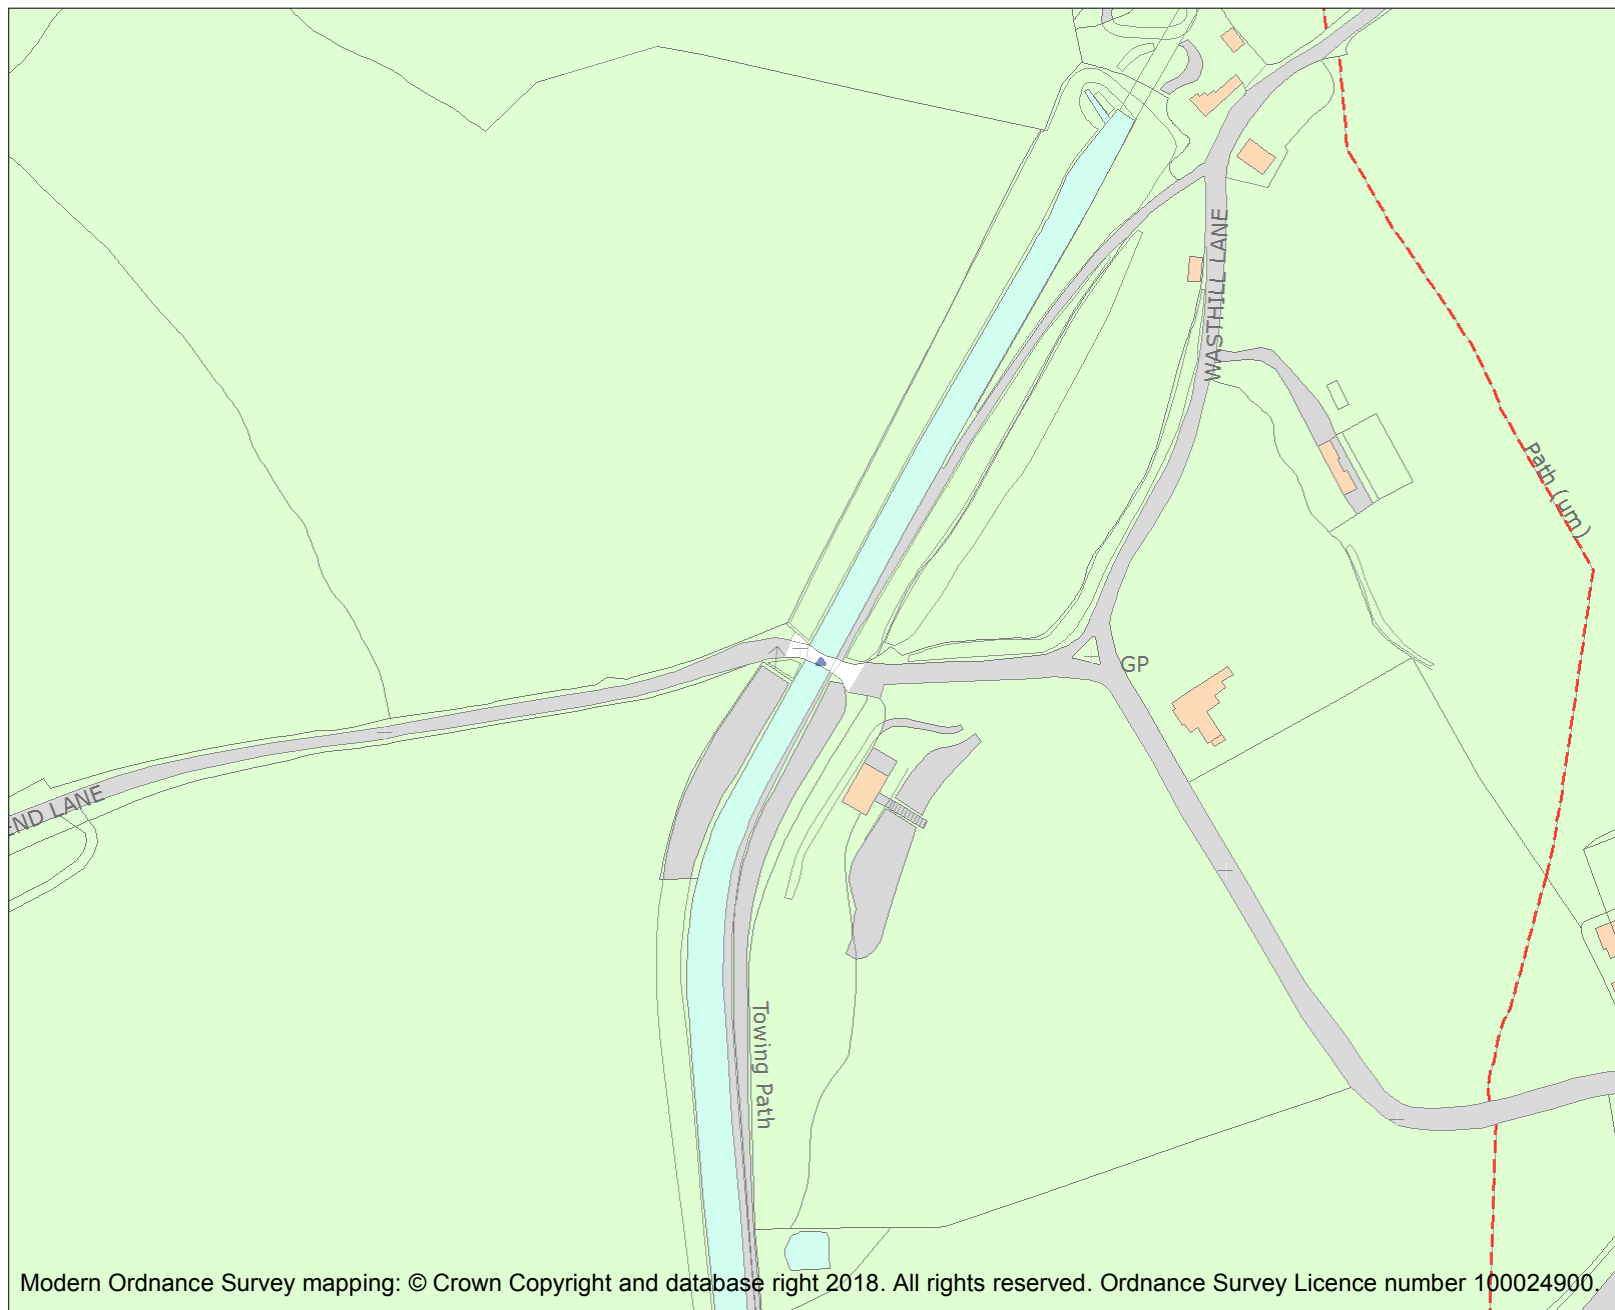 WASTHILL LANE
Path (um)
GP
END LANE
Towing Path
Modern Ordnance Survey mapping: © Crown Copyright and database right 2018. All rights reserved. Ordnance Survey Licence number 100024900.